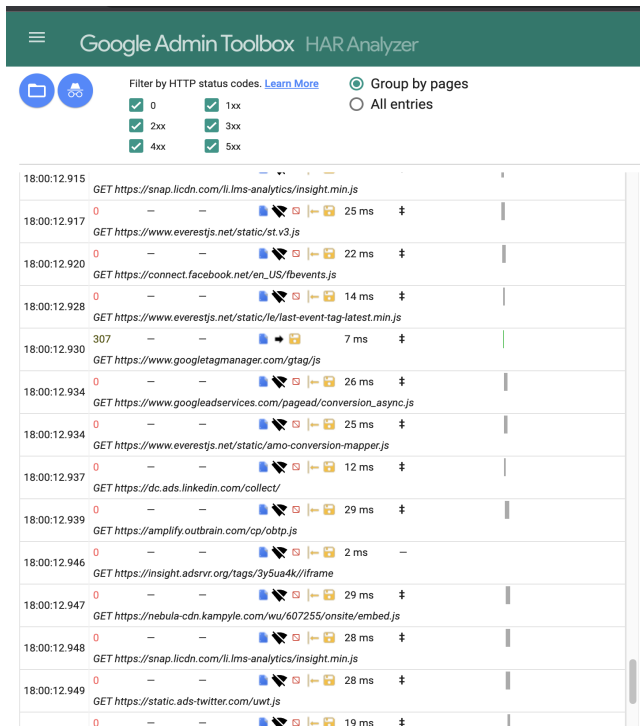 Google Admin Toolbox HAR Analyzer
Filter by HTTP status codes. Learn More
0 1xx
2xx 3xx
4xx 5xx
Group by pages
All entries
18:00:12.915
GET https://snap.licdn.com/li.lms-analytics/insight.min.js
18:00:12.917
0 – – 25 ms ‡
GET https://www.everestjs.net/static/st.v3.js
18:00:12.920
0 – – 22 ms ‡
GET https://connect.facebook.net/en_US/fbevents.js
18:00:12.928
0 – – 14 ms ‡
GET https://www.everestjs.net/static/le/last-event-tag-latest.min.js
18:00:12.930
307 – – 7 ms ‡
GET https://www.googletagmanager.com/gtag/js
18:00:12.934
0 – – 26 ms ‡
GET https://www.googleadservices.com/pagead/conversion_async.js
18:00:12.934
0 – – 25 ms ‡
GET https://www.everestjs.net/static/amo-conversion-mapper.js
18:00:12.937
0 – – 12 ms ‡
GET https://dc.ads.linkedin.com/collect/
18:00:12.939
0 – – 29 ms ‡
GET https://amplify.outbrain.com/cp/obtp.js
18:00:12.946
0 – – 2 ms –
GET https://insight.adsrvr.org/tags/3y5ua4k//iframe
18:00:12.947
0 – – 29 ms ‡
GET https://nebula-cdn.kampyle.com/wu/607255/onsite/embed.js
18:00:12.948
0 – – 28 ms ‡
GET https://snap.licdn.com/li.lms-analytics/insight.min.js
18:00:12.949
0 – – 28 ms ‡
GET https://static.ads-twitter.com/uwt.js
0 – – 19 ms ‡